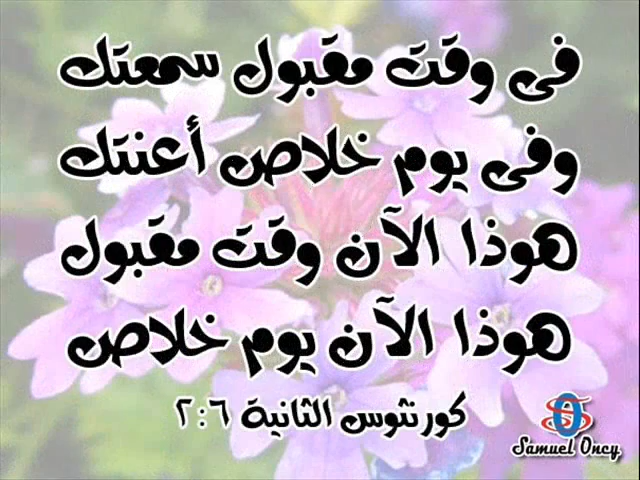 فى وقت مقبول سمعتك
وفى يوم خلاص أعنتك
هوذا الآن وقت مقبول
هوذا الآن يوم خلاص
كورنثوس الثانية ٢:٦
Samuel Oncy